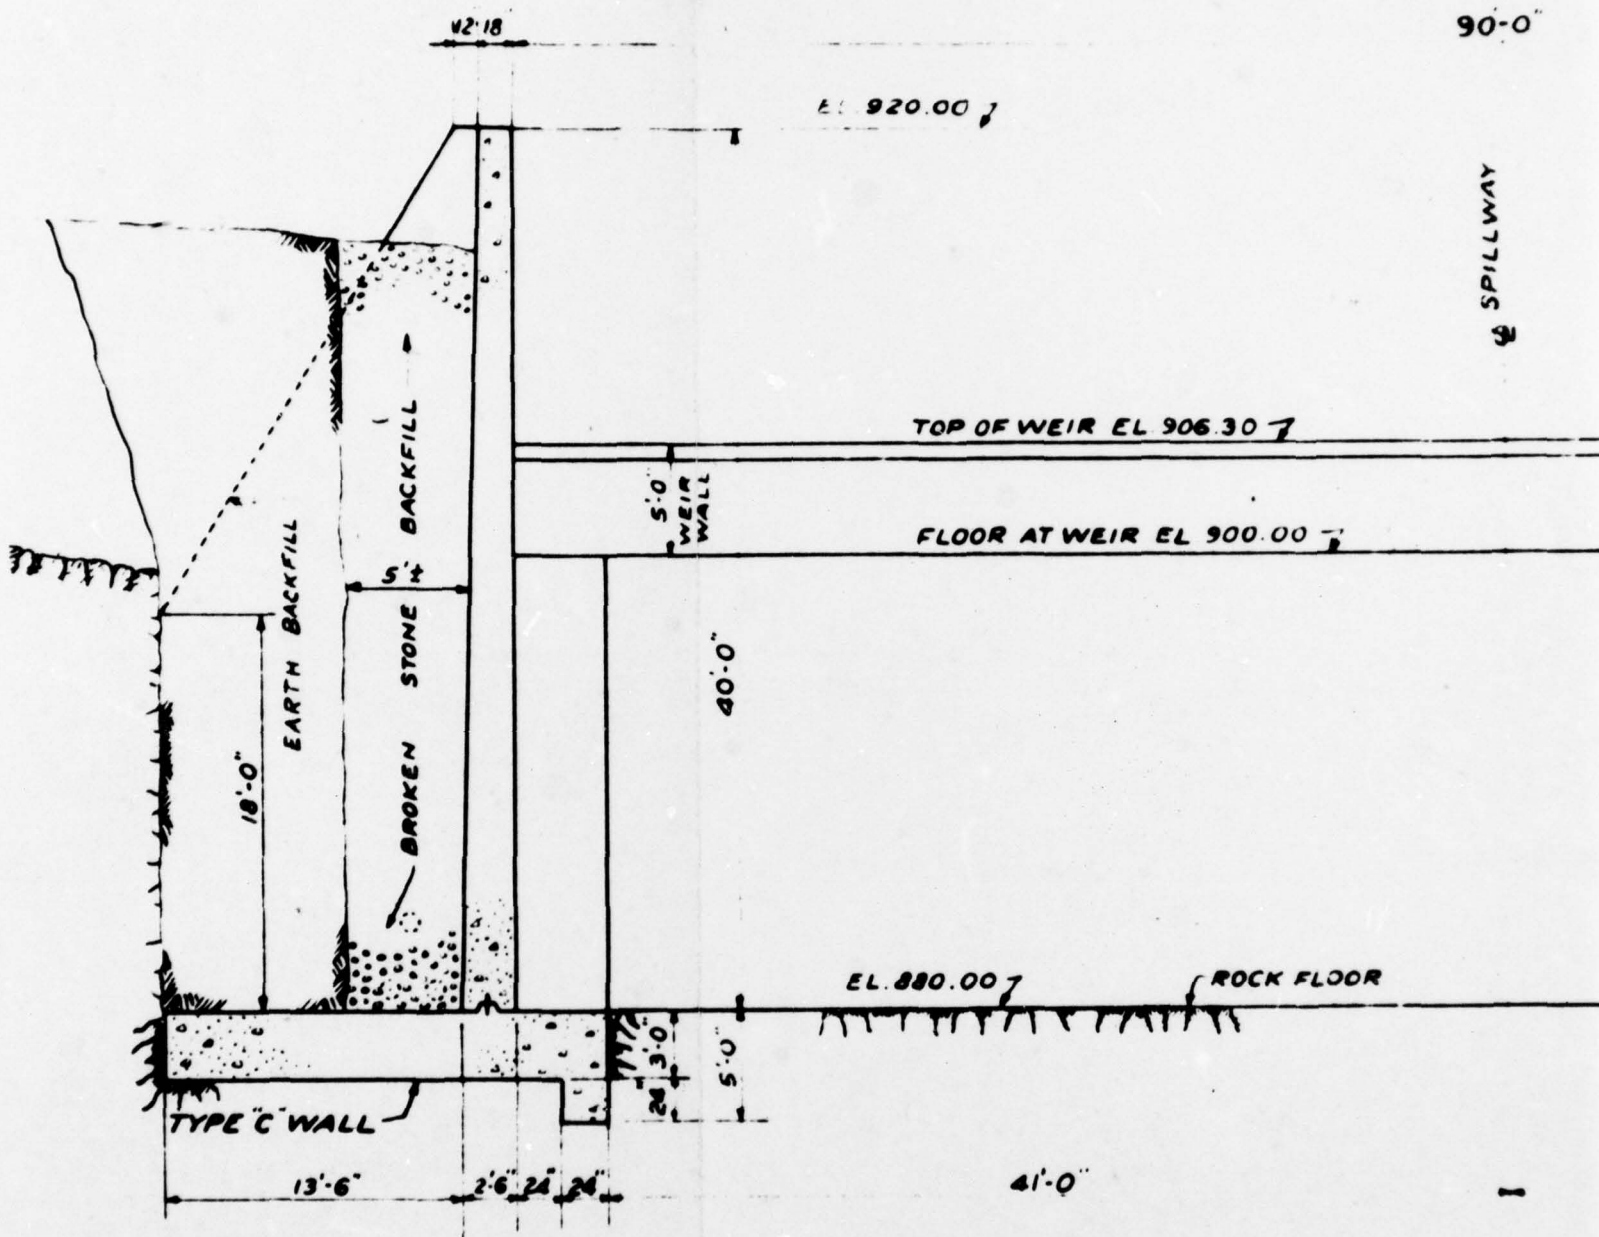 12" 18
90'-0"
EL. 920.00
℄ SPILLWAY
TOP OF WEIR EL 906.30
5'-0"
WEIR
WALL
FLOOR AT WEIR EL 900.00
5'±
EARTH BACKFILL
BROKEN STONE BACKFILL
40'-0"
18'-0"
EL. 880.00
ROCK FLOOR
3'-0"
24"
5'-0"
TYPE "C" WALL
13'-6"
2'-6"
24"
24"
41'-0"